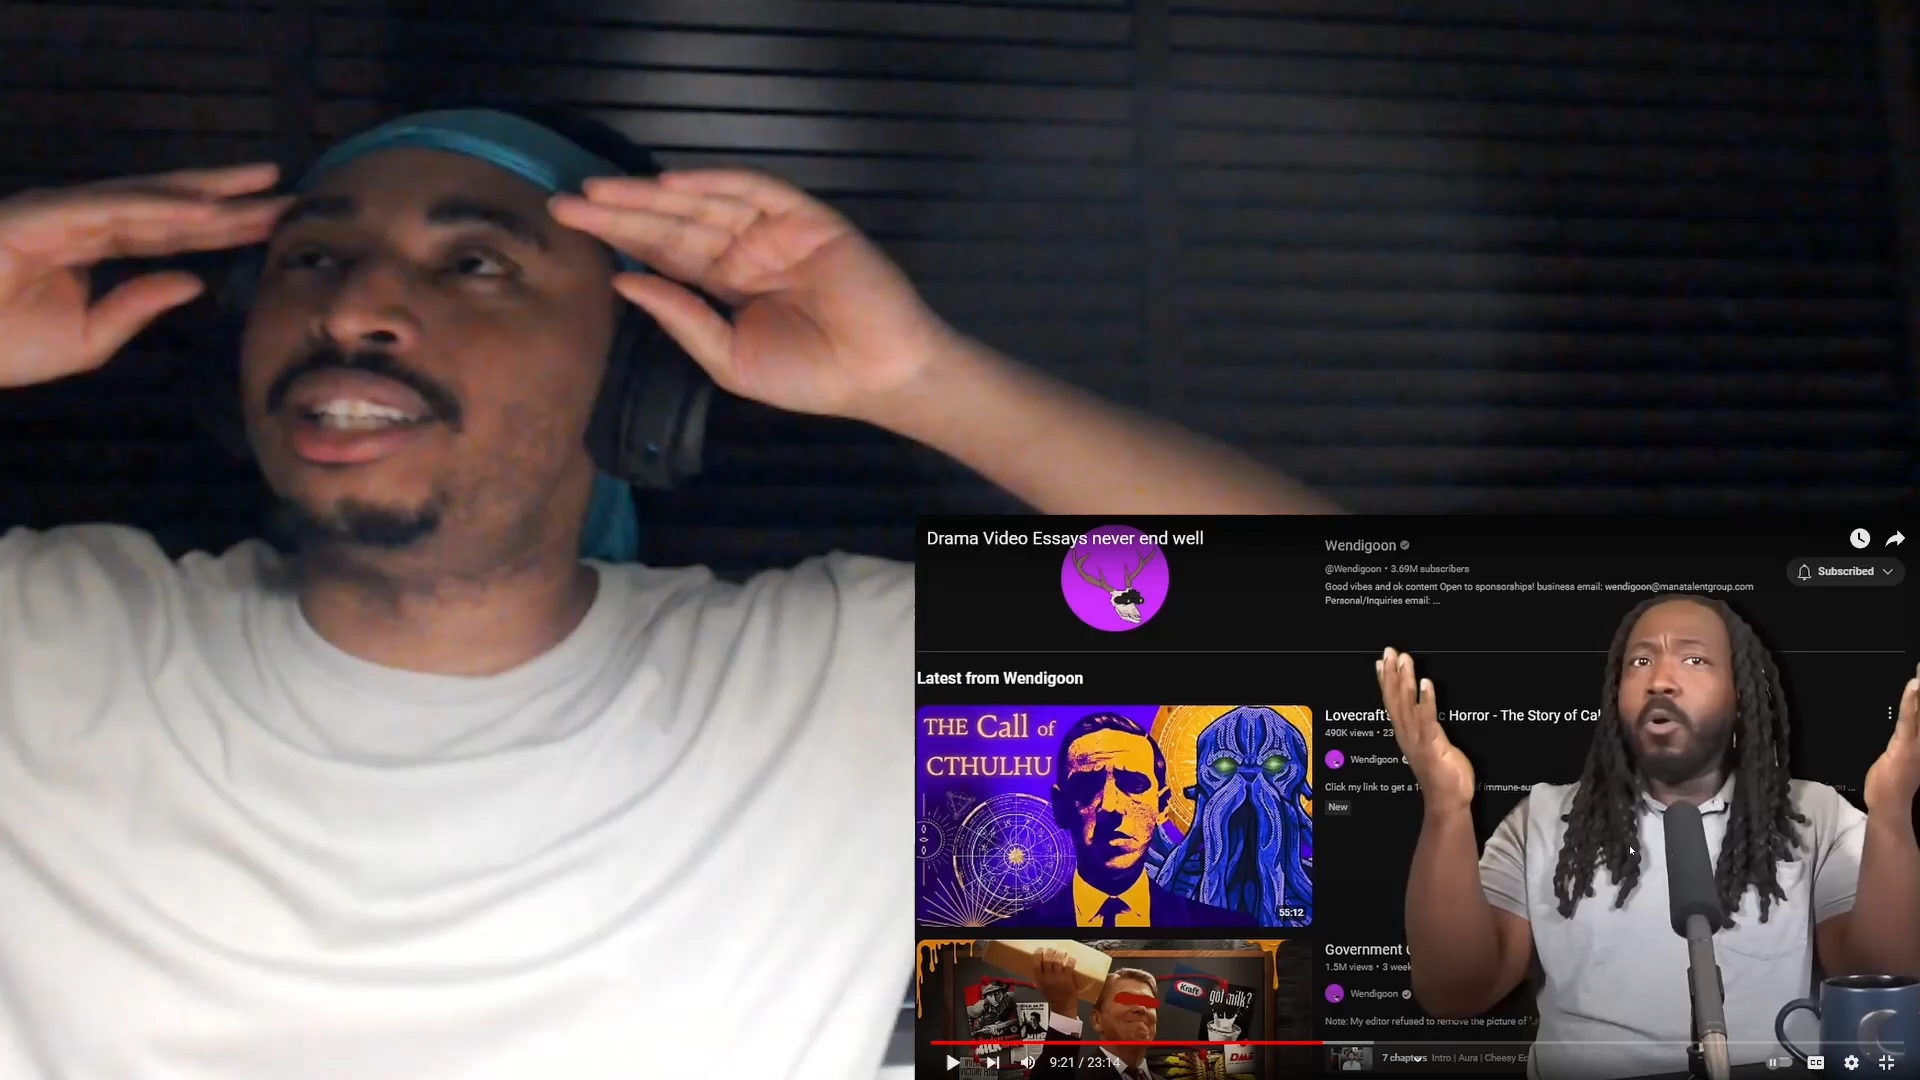 Drama Video Essays never end well
Wendigoon
@Wendigoon • 3.69M subscribers
Subscribed
Good vibes and ok content Open to sponsorships! business email: wendigoon@manatalentgroup.com
Personal/Inquiries email: ...
Latest from Wendigoon
THE Call of
CTHULHU
55:12
Lovecraft's Horror - The Story of
490K views • 23
Wendigoon
Click my link to get a of immune-
New
Kraft
got milk?
Government
1.5M views • 3 week
Wendigoon
Note: My editor refused to remove the picture of
9:21 / 23:14
7 chapters Intro | Aura | Cheesy
CC